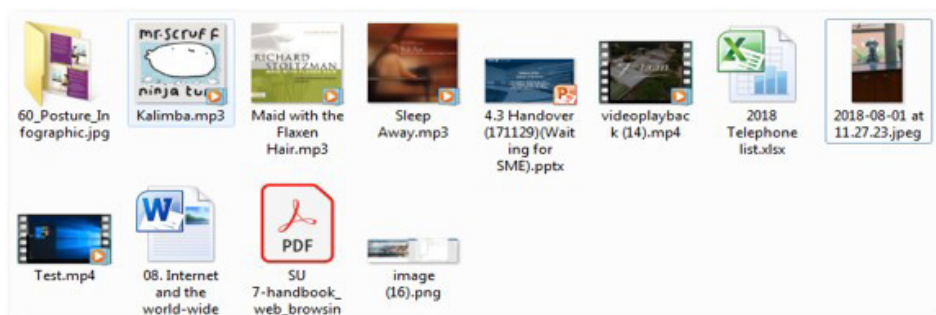 mr.scruff
ninja tun
RICHARD
STOLTZMAN
60_Posture_In
fographic.jpg
Kalimba.mp3
Maid with the
Flaxen
Hair.mp3
Sleep
Away.mp3
4.3 Handover
(171129)(Wait
ing for
SME).pptx
videoplaybac
k (14).mp4
2018
Telephone
list.xlsx
2018-08-01 at
11.27.23.jpeg
W
PDF
Test.mp4
08. Internet
and the
world-wide
SU
7-handbook_
web_browsin
image
(16).png